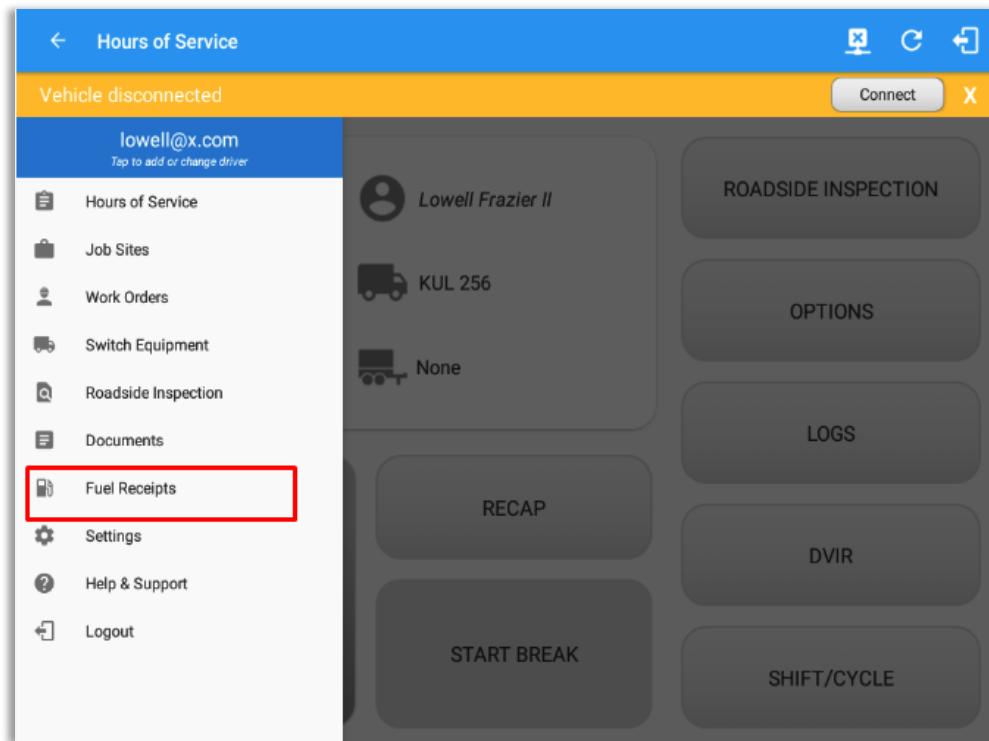 Hours of Service
Vehicle disconnected
Connect
X
lowell@x.com
Tap to add or change driver
Hours of Service
Job Sites
Work Orders
Switch Equipment
Roadside Inspection
Documents
Fuel Receipts
Settings
Help & Support
Logout
Lowell Frazier II
KUL 256
None
RECAP
START BREAK
ROADSIDE INSPECTION
OPTIONS
LOGS
DVIR
SHIFT/CYCLE